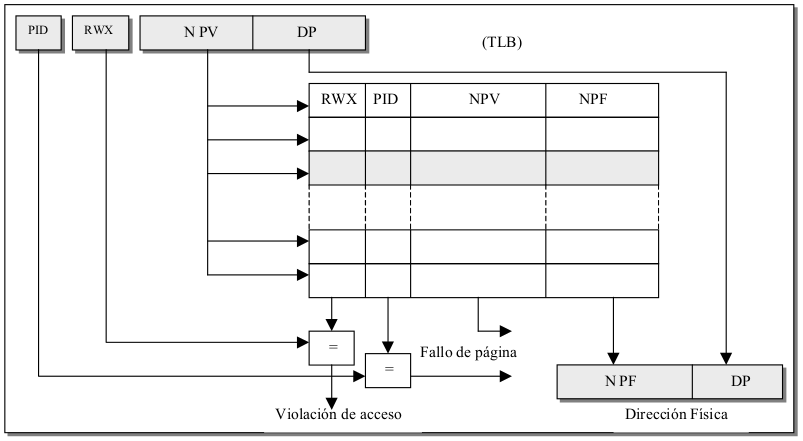 PID RWX N PV DP
(TLB)
RWX PID NPV NPF
=
Fallo de página
=
N PF DP
Violación de acceso
Dirección Física